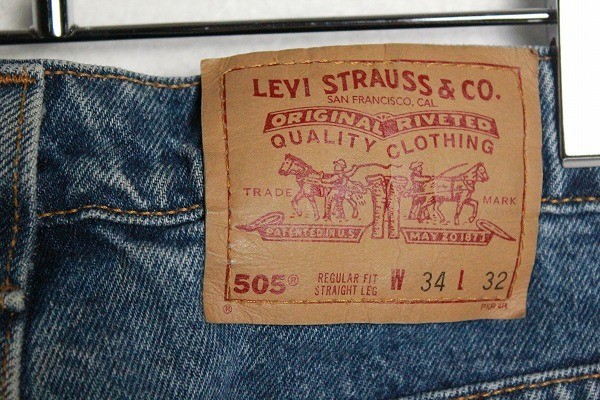 LEVI STRAUSS & CO.
SAN FRANCISCO, CAL.
ORIGINAL RIVETED
QUALITY CLOTHING
TRADE MARK
PATENTED IN U.S. MAY 20 1873
505® REGULAR FIT W 34 L 32
STRAIGHT LEG
®